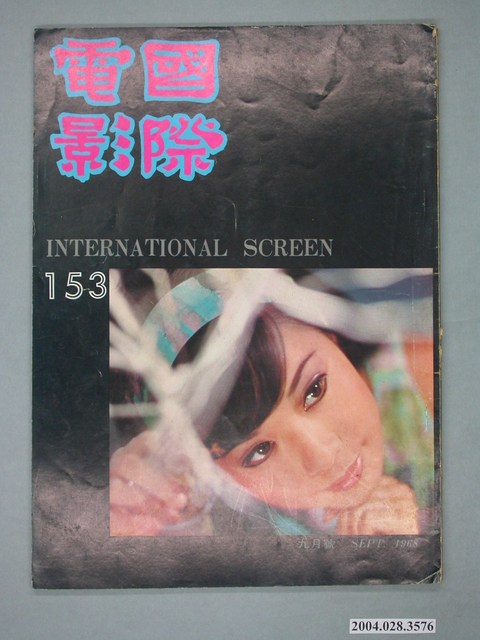 國際
電影
INTERNATIONAL SCREEN
153
九月號 SEPT. 1968
2004.028.3576